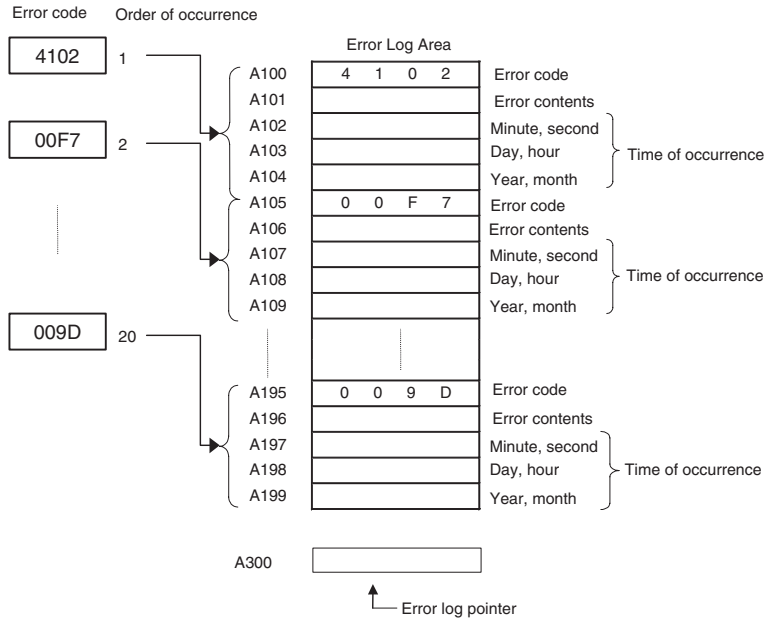 Error code Order of occurrence
4102 1
Error Log Area
A100 4 1 0 2 Error code
A101 Error contents
A102 Minute, second
A103 Day, hour Time of occurrence
A104 Year, month
00F7 2
A105 0 0 F 7 Error code
A106 Error contents
A107 Minute, second
A108 Day, hour Time of occurrence
A109 Year, month
009D 20
A195 0 0 9 D Error code
A196 Error contents
A197 Minute, second
A198 Day, hour Time of occurrence
A199 Year, month
A300
Error log pointer